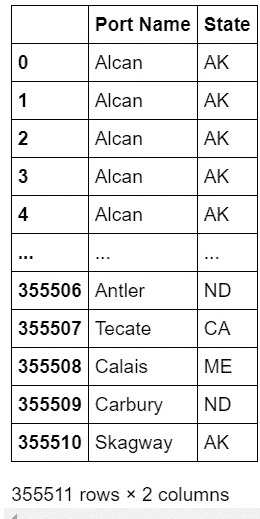 Port Name State
0 Alcan AK
1 Alcan AK
2 Alcan AK
3 Alcan AK
4 Alcan AK
... ... ...
355506 Antler ND
355507 Tecate CA
355508 Calais ME
355509 Carbury ND
355510 Skagway AK
355511 rows × 2 columns